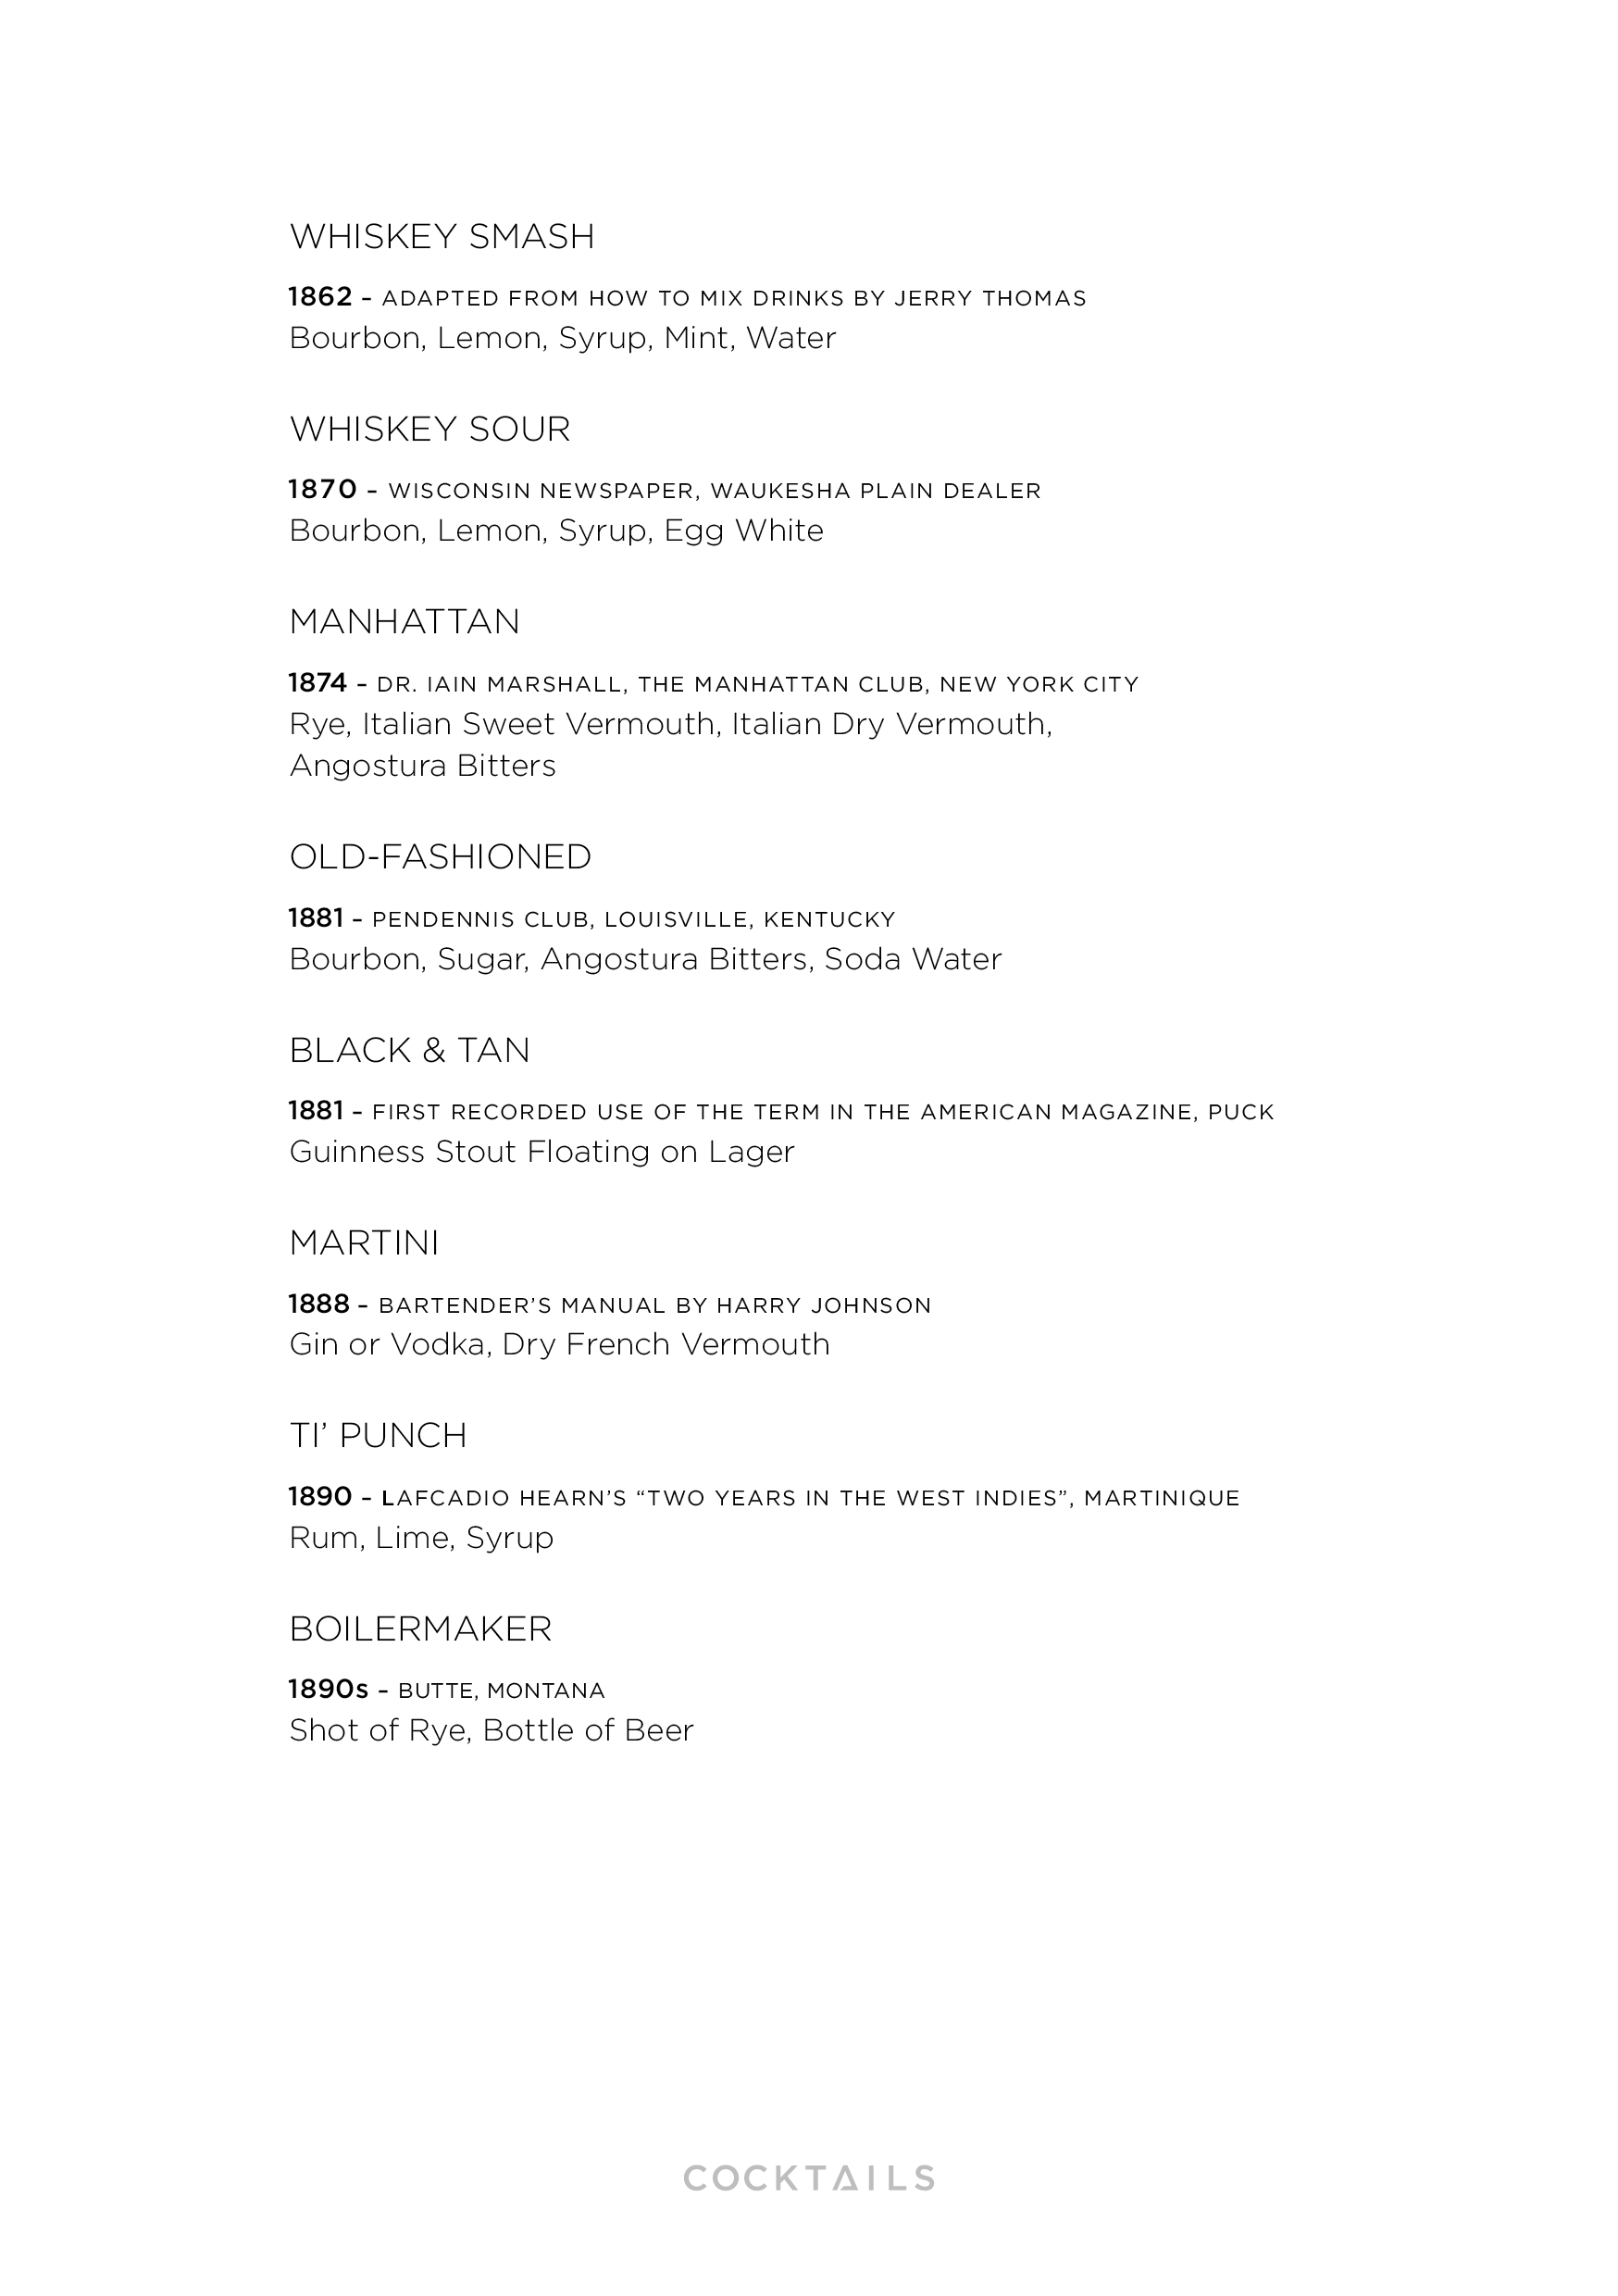 WHISKEY SMASH
1862 – ADAPTED FROM HOW TO MIX DRINKS BY JERRY THOMAS
Bourbon, Lemon, Syrup, Mint, Water
WHISKEY SOUR
1870 – WISCONSIN NEWSPAPER, WAUKESHA PLAIN DEALER
Bourbon, Lemon, Syrup, Egg White
MANHATTAN
1874 – DR. IAIN MARSHALL, THE MANHATTAN CLUB, NEW YORK CITY
Rye, Italian Sweet Vermouth, Italian Dry Vermouth,
Angostura Bitters
OLD-FASHIONED
1881 – PENDENNIS CLUB, LOUISVILLE, KENTUCKY
Bourbon, Sugar, Angostura Bitters, Soda Water
BLACK & TAN
1881 – FIRST RECORDED USE OF THE TERM IN THE AMERICAN MAGAZINE, PUCK
Guinness Stout Floating on Lager
MARTINI
1888 – BARTENDER’S MANUAL BY HARRY JOHNSON
Gin or Vodka, Dry French Vermouth
TI’ PUNCH
1890 – LAFCADIO HEARN’S “TWO YEARS IN THE WEST INDIES”, MARTINIQUE
Rum, Lime, Syrup
BOILERMAKER
1890s – BUTTE, MONTANA
Shot of Rye, Bottle of Beer
COCKTAILS